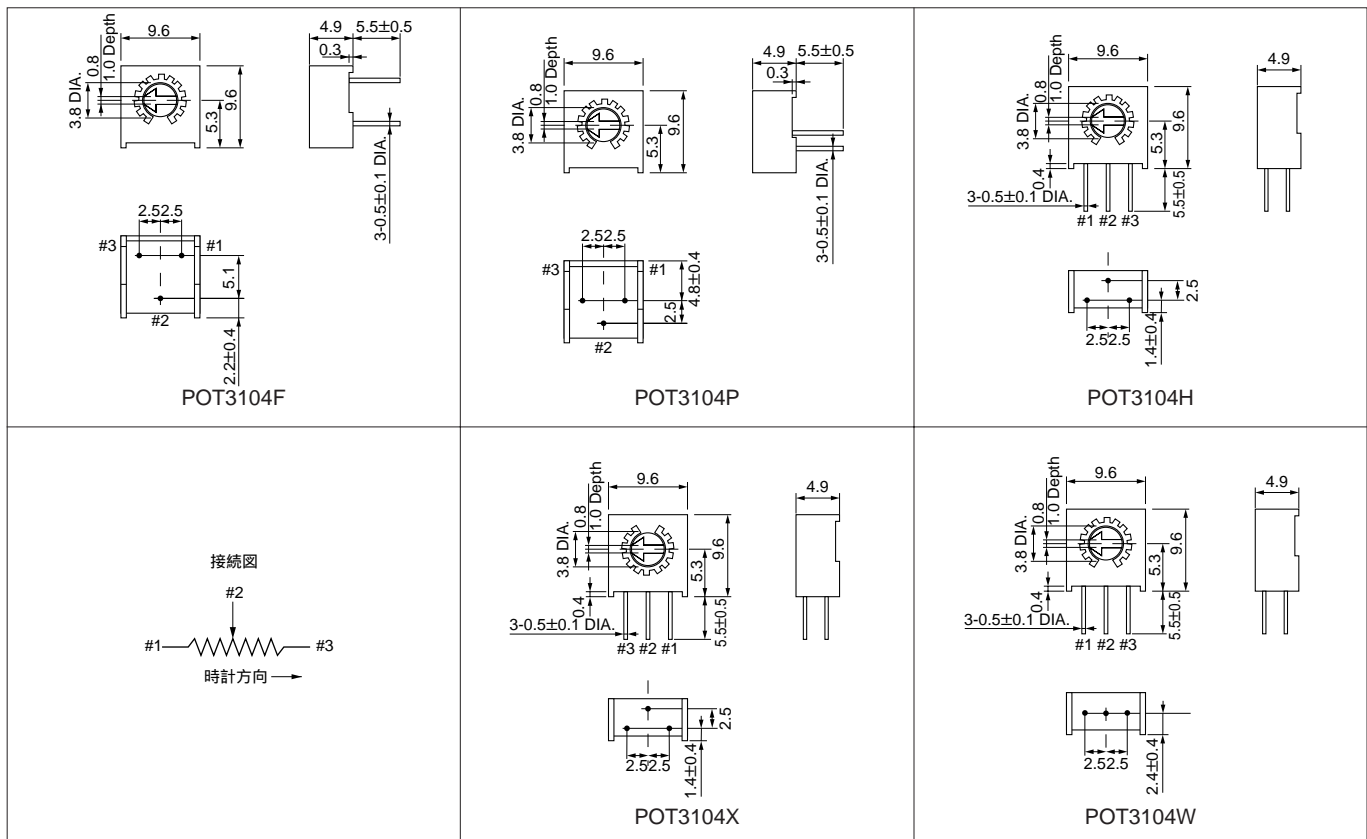 9.6
4.9
5.5±0.5
0.3
0.8
1.0 Depth
3.8 DIA.
5.3
9.6
3-0.5±0.1 DIA.
2.5
2.5
#3
#1
5.1
#2
2.2±0.4
POT3104F
9.6
4.9
5.5±0.5
0.3
0.8
1.0 Depth
3.8 DIA.
5.3
9.6
3-0.5±0.1 DIA.
2.5
2.5
#3
#1
4.8±0.4
2.5
#2
POT3104P
9.6
4.9
0.8
1.0 Depth
3.8 DIA.
5.3
9.6
0.4
3-0.5±0.1 DIA.
#1 #2 #3
5.5±0.5
2.5
2.5
2.5
1.4±0.4
POT3104H
接続図
#2
#1
#3
時計方向
9.6
4.9
0.8
1.0 Depth
3.8 DIA.
5.3
9.6
0.4
3-0.5±0.1 DIA.
#3 #2 #1
5.5±0.5
2.5
2.5
2.5
1.4±0.4
POT3104X
9.6
4.9
0.8
1.0 Depth
3.8 DIA.
5.3
9.6
0.4
3-0.5±0.1 DIA.
#1 #2 #3
5.5±0.5
2.5
2.5
2.4±0.4
POT3104W